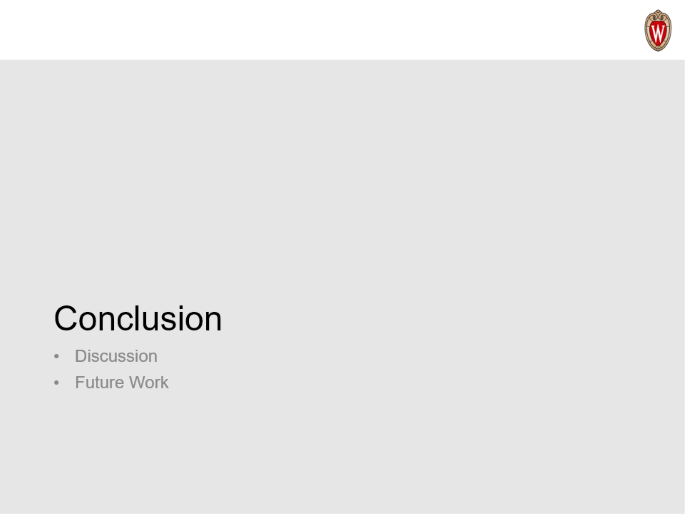 W
Conclusion
• Discussion
• Future Work